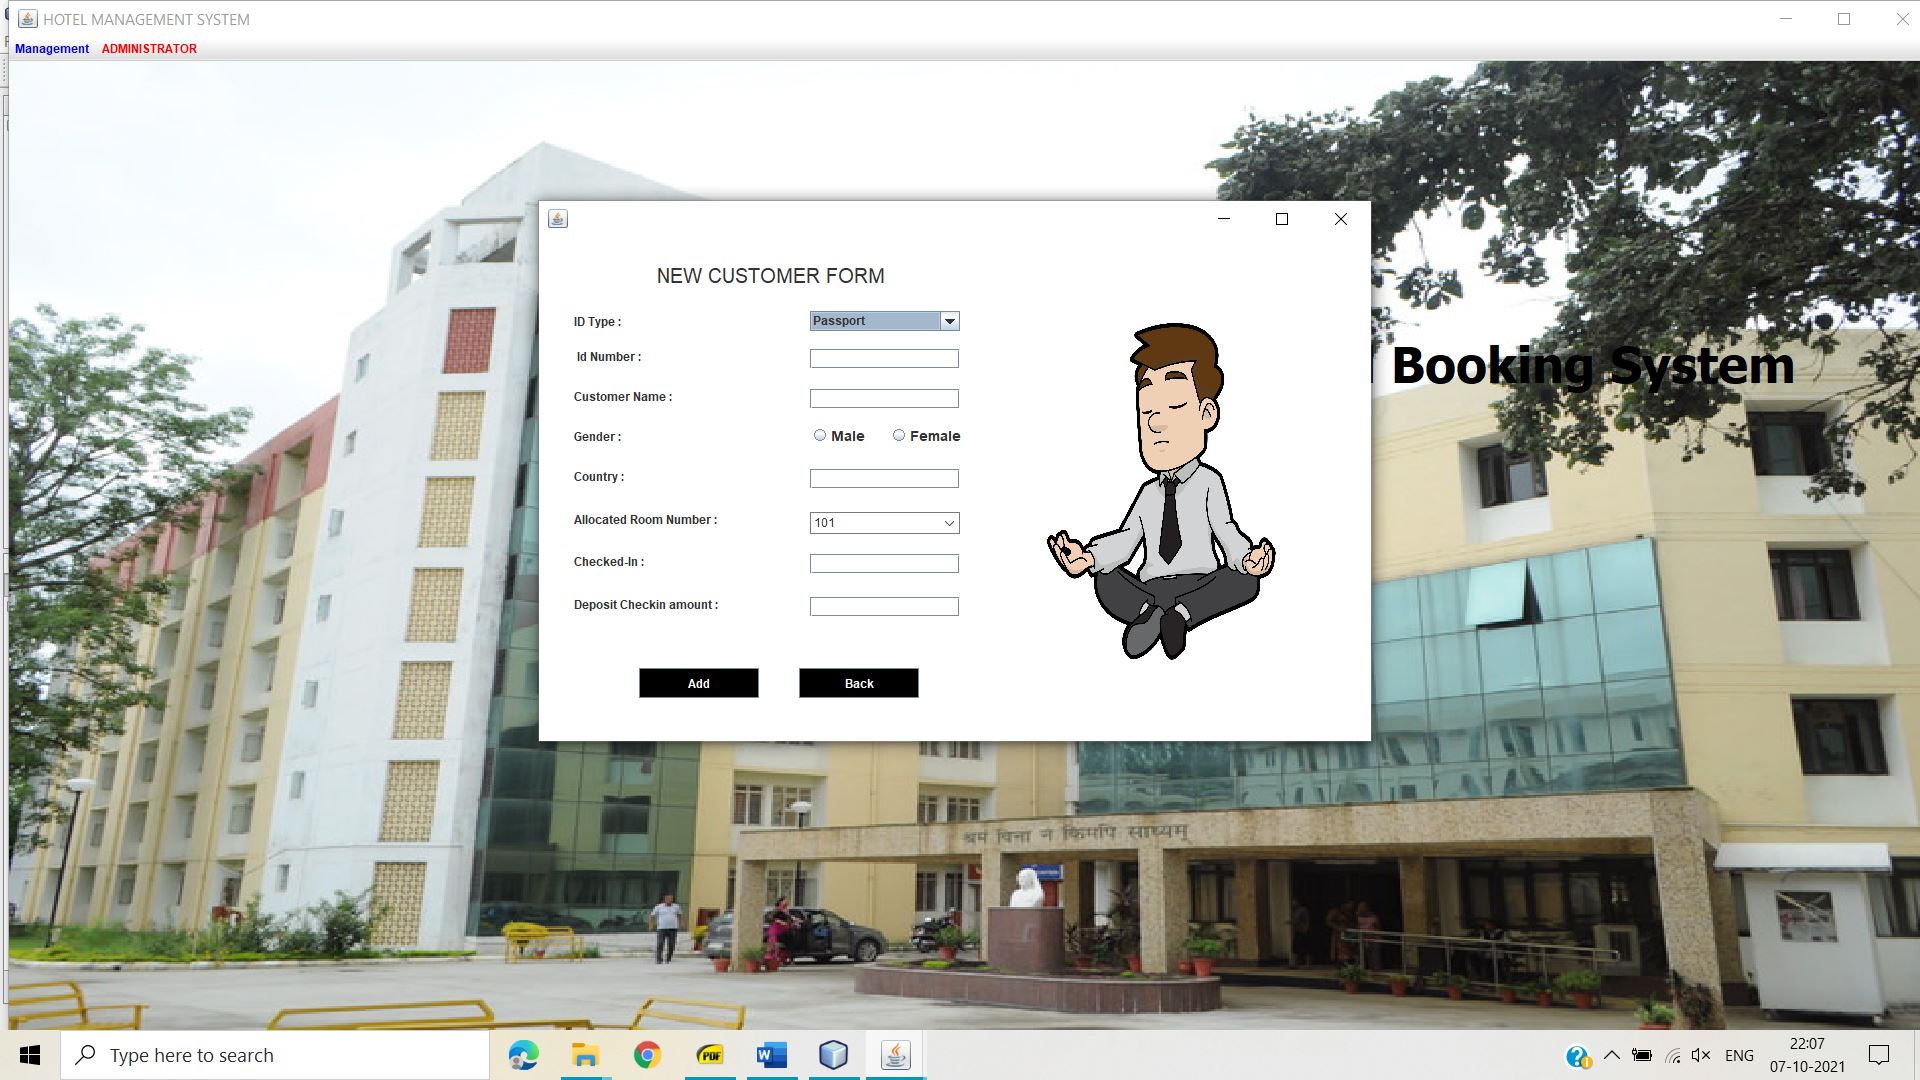 HOTEL MANAGEMENT SYSTEM
Management ADMINISTRATOR
NEW CUSTOMER FORM
ID Type : Passport
Id Number :
Customer Name :
Gender : Male Female
Country :
Allocated Room Number : 101
Checked-In :
Deposit Checkin amount :
Add Back
Booking System
श्रमं विना न किमपि साध्यम्
Type here to search
PDF
ENG
22:07
07-10-2021